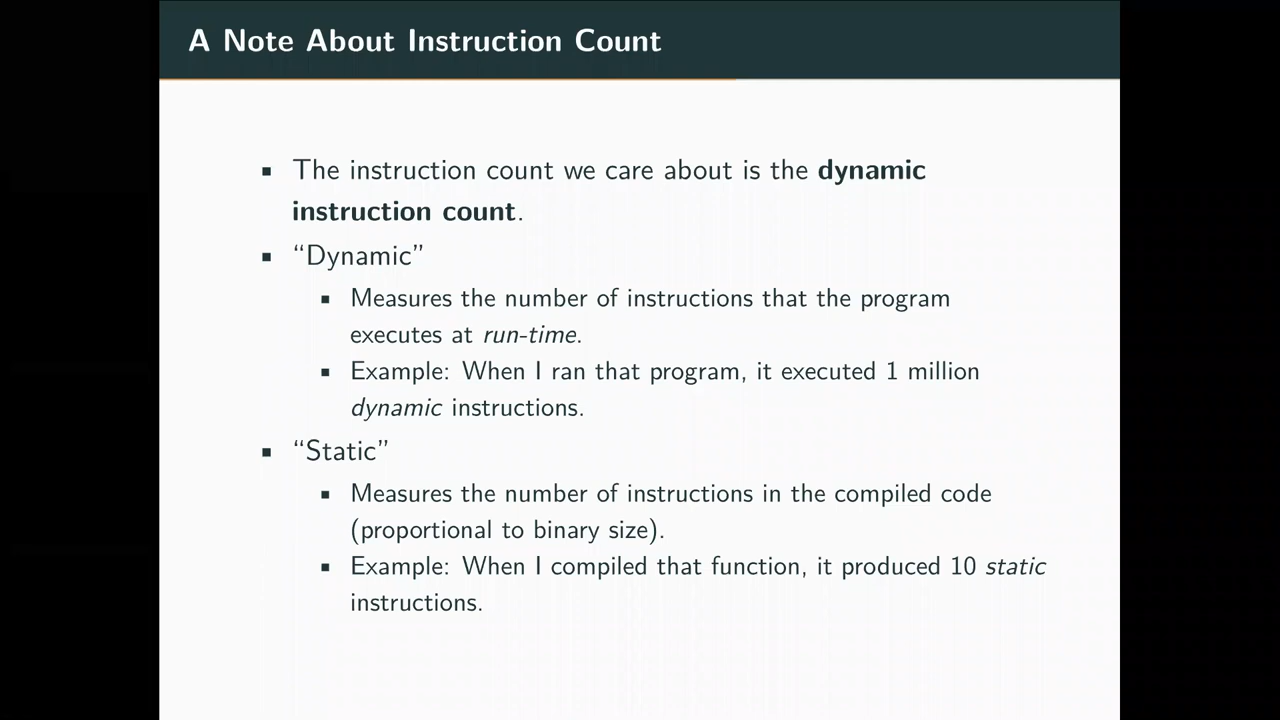 A Note About Instruction Count
▪ The instruction count we care about is the dynamic
instruction count.
▪ “Dynamic”
▪ Measures the number of instructions that the program
executes at run-time.
▪ Example: When I ran that program, it executed 1 million
dynamic instructions.
▪ “Static”
▪ Measures the number of instructions in the compiled code
(proportional to binary size).
▪ Example: When I compiled that function, it produced 10 static
instructions.